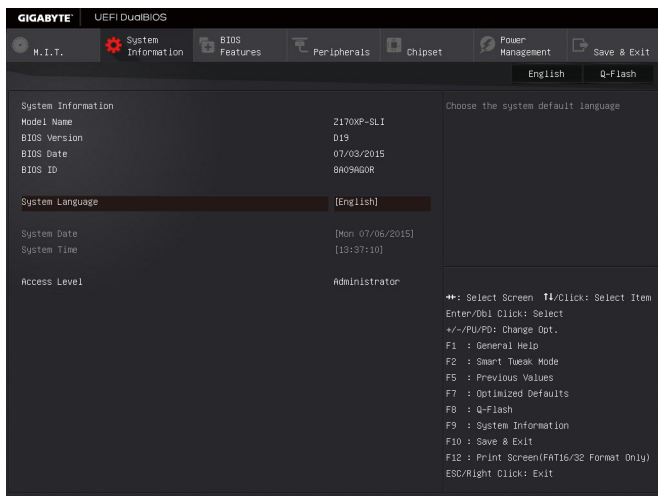 GIGABYTE™ UEFI DualBIOS
M.I.T.
System Information
BIOS Features
Peripherals
Chipset
Power Management
Save & Exit
English
Q-Flash
System Information
Model Name Z170XP-SLI
BIOS Version D19
BIOS Date 07/03/2015
BIOS ID 8A09AG0R
System Language [English]
System Date [Mon 07/06/2015]
System Time [13:37:10]
Access Level Administrator
Choose the system default language
→←: Select Screen ↑↓/Click: Select Item
Enter/Dbl Click: Select
+/-/PU/PD: Change Opt.
F1 : General Help
F2 : Smart Tweak Mode
F5 : Previous Values
F7 : Optimized Defaults
F8 : Q-Flash
F9 : System Information
F10 : Save & Exit
F12 : Print Screen(FAT16/32 Format Only)
ESC/Right Click: Exit